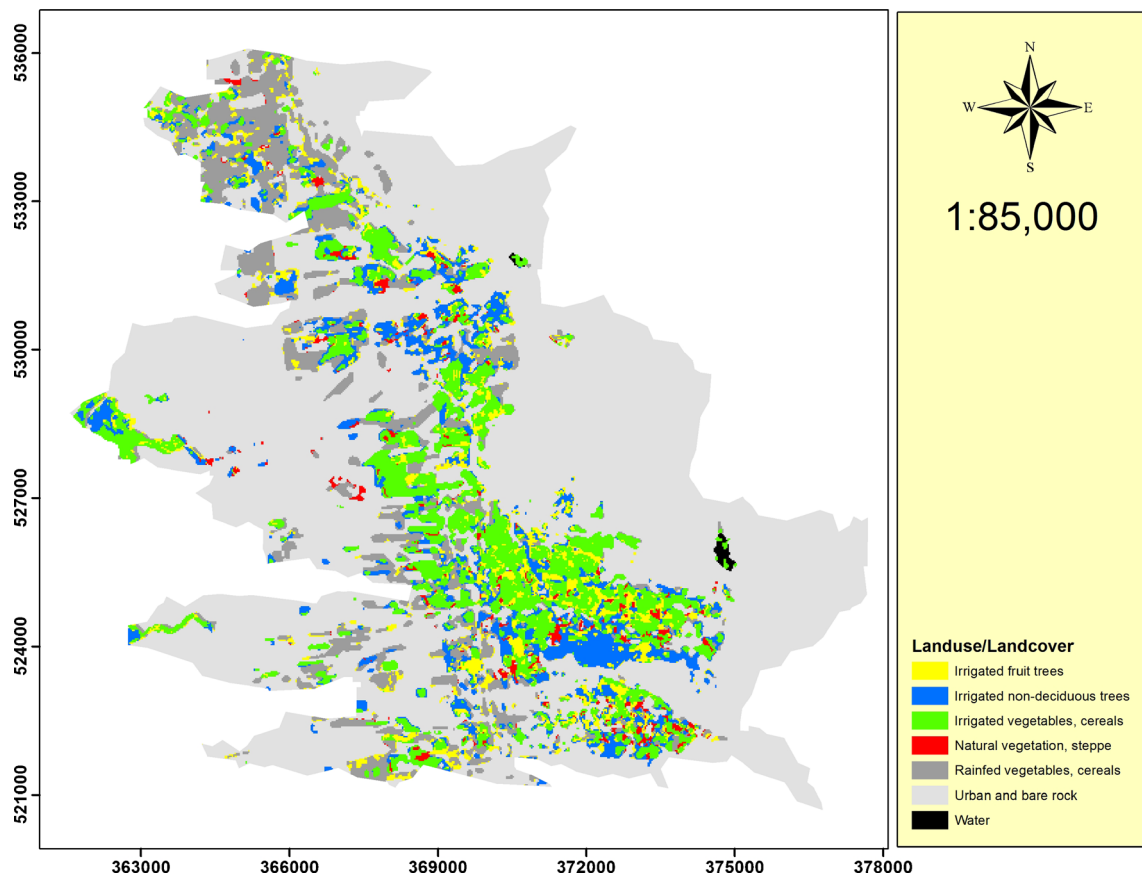 536000
533000
530000
527000
524000
521000
363000 366000 369000 372000 375000 378000
N
W E
S
1:85,000
Landuse/Landcover
Irrigated fruit trees
Irrigated non-deciduous trees
Irrigated vegetables, cereals
Natural vegetation, steppe
Rainfed vegetables, cereals
Urban and bare rock
Water